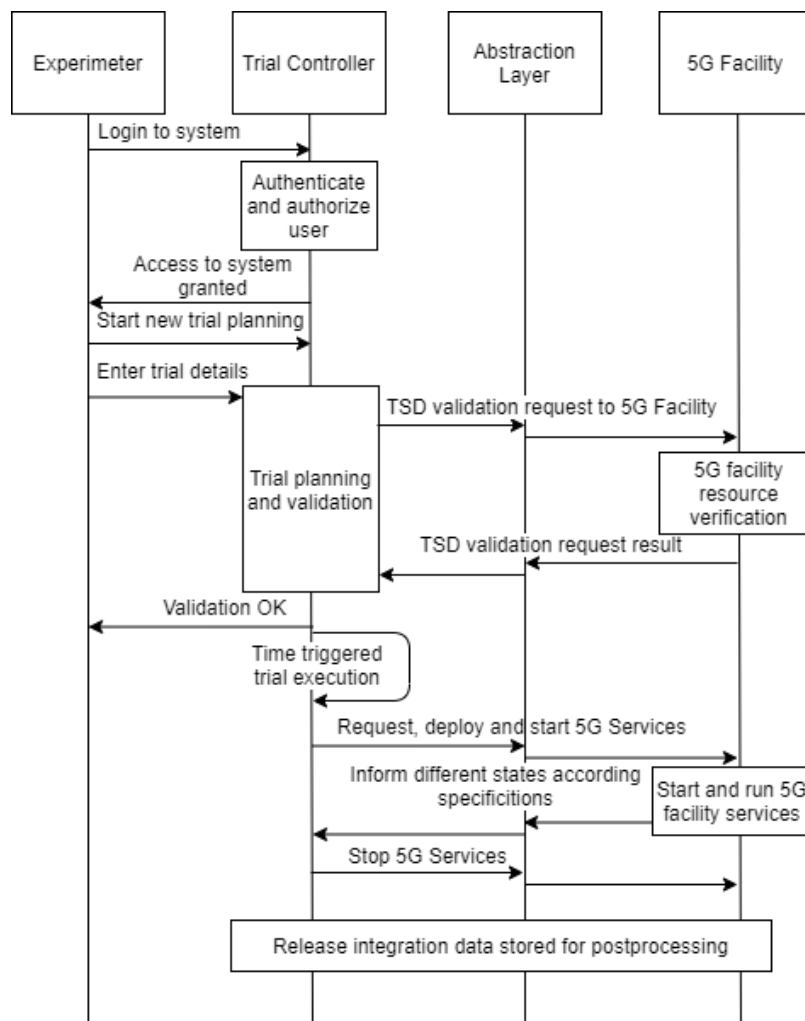 Experimeter
Trial Controller
Abstraction
Layer
5G Facility
Login to system
Authenticate
and authorize
user
Access to system
granted
Start new trial planning
Enter trial details
TSD validation request to 5G Facility
Trial planning
and validation
5G facility
resource
verification
TSD validation request result
Validation OK
Time triggered
trial execution
Request, deploy and start 5G Services
Inform different states according
specificitions
Start and run 5G
facility services
Stop 5G Services
Release integration data stored for postprocessing